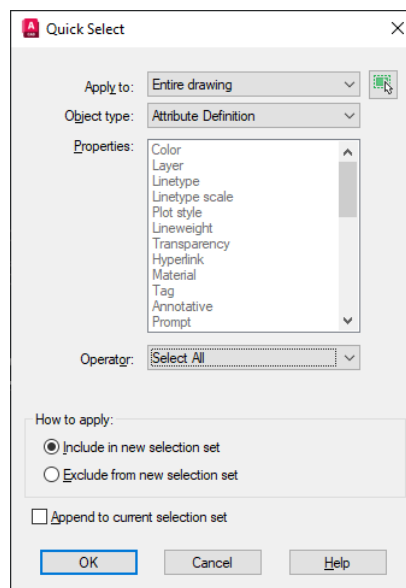 Quick Select
Apply to: Entire drawing
Object type: Attribute Definition
Properties: Color
Layer
Linetype
Linetype scale
Plot style
Lineweight
Transparency
Hyperlink
Material
Tag
Annotative
Prompt
Operator: Select All
How to apply:
Include in new selection set
Exclude from new selection set
Append to current selection set
OK Cancel Help